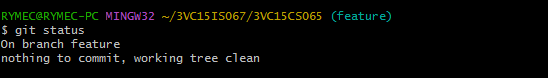 RYMEC@RYMEC-PC MINGW32 ~/3VC15IS067/3VC15CS065 (feature)
$ git status
On branch feature
nothing to commit, working tree clean